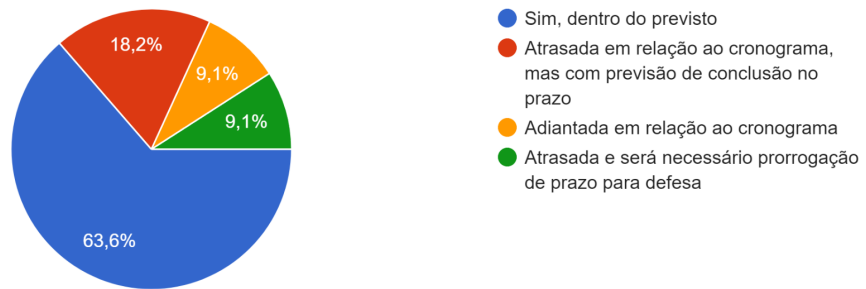 18,2%
9,1%
9,1%
63,6%
Sim, dentro do previsto
Atrasada em relação ao cronograma,
mas com previsão de conclusão no
prazo
Adiantada em relação ao cronograma
Atrasada e será necessário prorrogação
de prazo para defesa